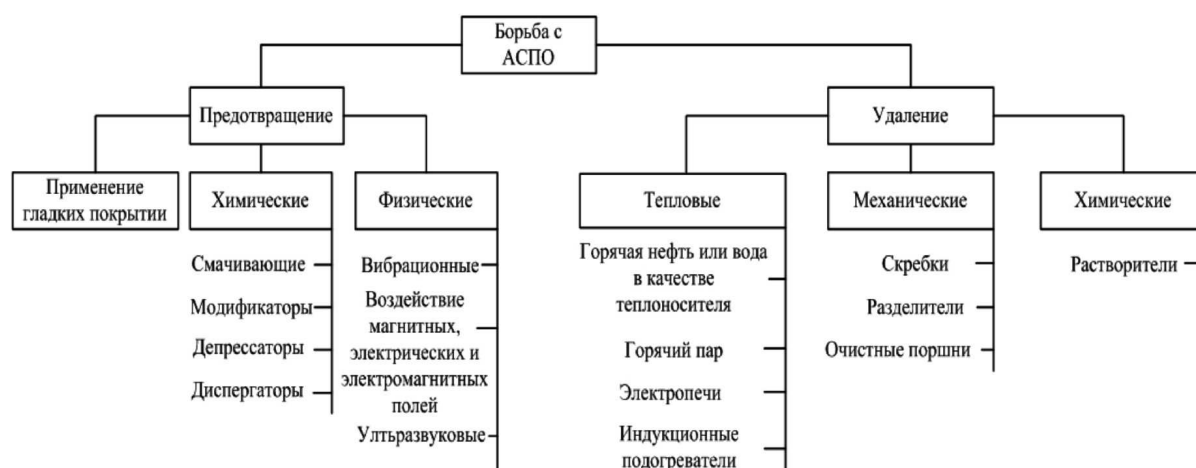 Борьба с
АСПО
Предотвращение
Удаление
Применение
гладких покрытии
Химические
Физические
Тепловые
Механические
Химические
Смачивающие
Модификаторы
Депрессаторы
Диспергаторы
Вибрационные
Воздействие
магнитных,
электрических и
электромагнитных
полей
Ултьразвуковые
Горячая нефть или вода
в качестве
теплоносителя
Горячий пар
Электропечи
Индукционные
подогреватели
Скребки
Разделители
Очистные поршни
Растворители